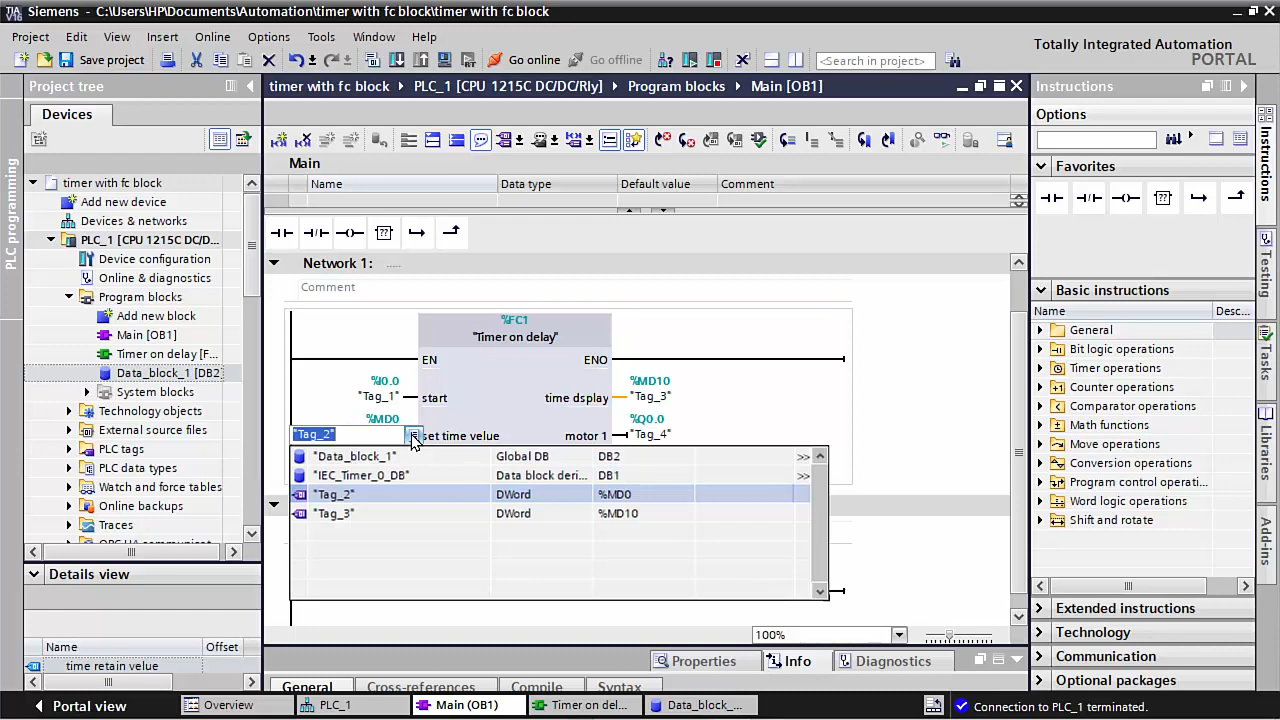 TIA V16 Siemens - C:\Users\HP\Documents\Automation\timer with fc block\timer with fc block
Project Edit View Insert Online Options Tools Window Help
Totally Integrated Automation
PORTAL
Save project Go online Go offline <Search in project>
Project tree
Devices
PLC programming
timer with fc block
Add new device
Devices & networks
PLC_1 [CPU 1215C DC/D...
Device configuration
Online & diagnostics
Program blocks
Add new block
Main [OB1]
Timer on delay [F...
Data_block_1 [DB2]
System blocks
Technology objects
External source files
PLC tags
PLC data types
Watch and force tables
Online backups
Traces
Details view
Name Offset
time retain value
timer with fc block PLC_1 [CPU 1215C DC/DC/Rly] Program blocks Main [OB1]
Main
Name Data type Default value Comment
Network 1: .....
Comment
%FC1
"Timer on delay"
EN ENO
%I0.0 %MD10
"Tag_1" start time dsplay "Tag_3"
%MD0 %Q0.0
"Tag_2" set time value motor 1 "Tag_4"
"Data_block_1" Global DB DB2 >>
"IEC_Timer_0_DB" Data block deri... DB1 >>
"Tag_2" DWord %MD0
"Tag_3" DWord %MD10
100%
Properties Info Diagnostics
General Cross-references Compile Syntax
Instructions
Options
Favorites
Basic instructions
Name Desc...
General
Bit logic operations
Timer operations
Counter operations
Comparator operations
Math functions
Move operations
Conversion operations
Program control operati...
Word logic operations
Shift and rotate
Extended instructions
Technology
Communication
Optional packages
Instructions
Testing
Tasks
Libraries
Add-ins
Portal view Overview PLC_1 Main (OB1) Timer on del... Data_block_... Connection to PLC_1 terminated.